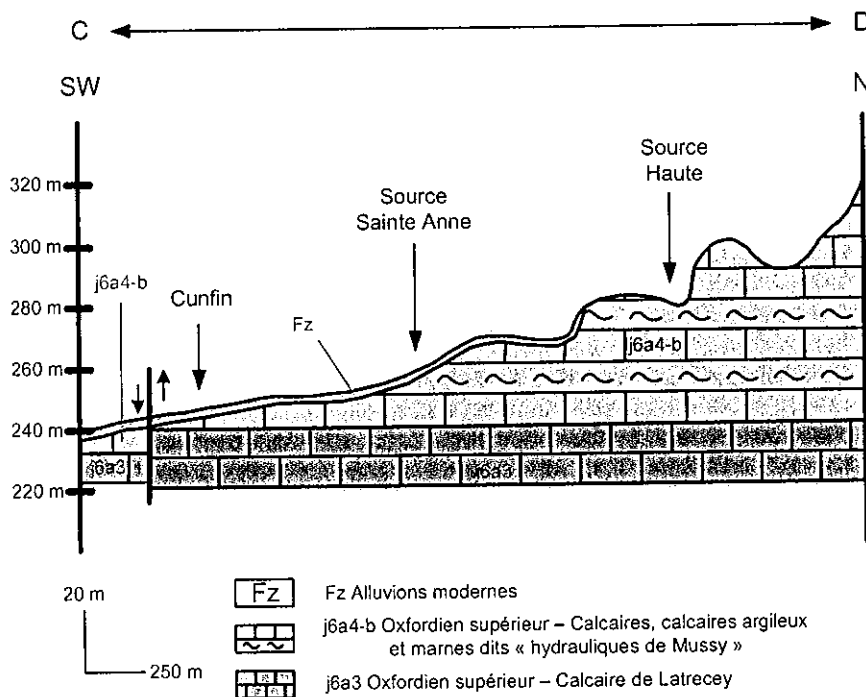 C
D
SW
N
320 m
300 m
280 m
260 m
240 m
220 m
j6a4-b
Cunfin
Fz
Source
Sainte Anne
Source
Haute
j6a4-b
j6a3
j6a3
20 m
250 m
Fz
Fz Alluvions modernes
j6a4-b Oxfordien supérieur – Calcaires, calcaires argileux
et marnes dits « hydrauliques de Mussy »
j6a3 Oxfordien supérieur – Calcaire de Latrecey